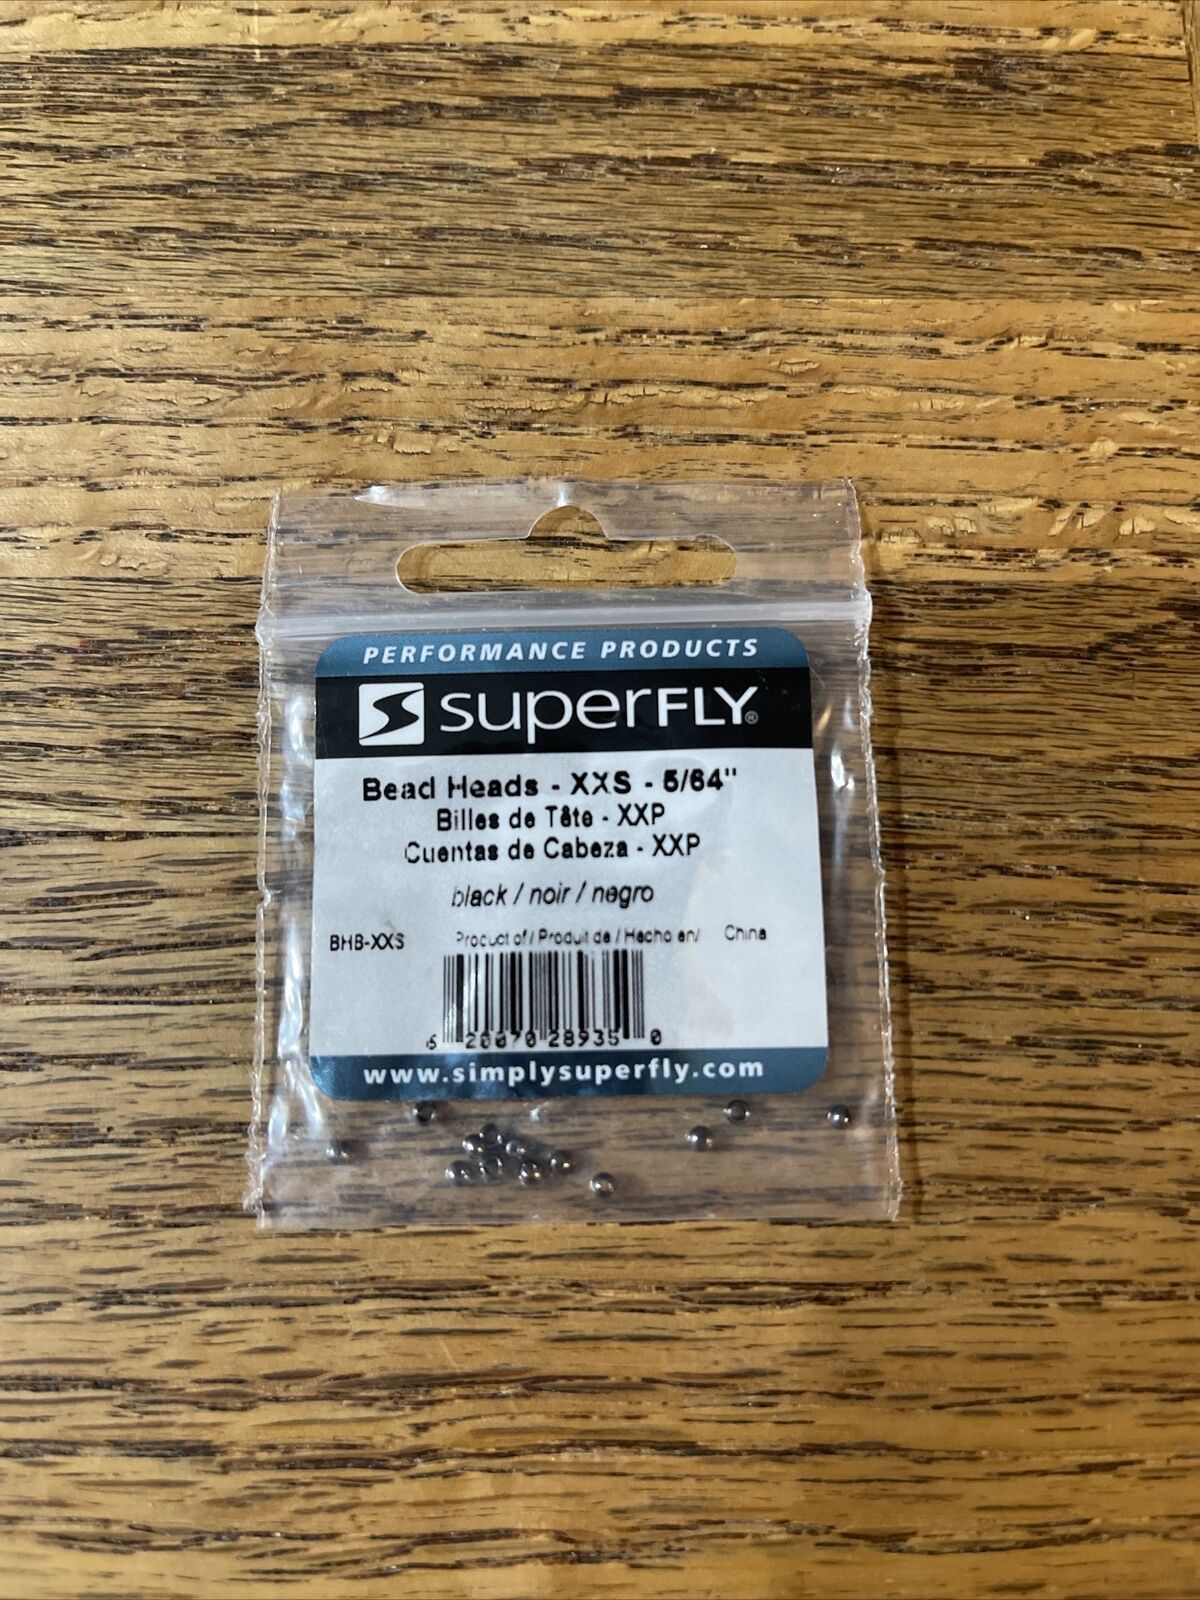 PERFORMANCE PRODUCTS
superFLY®
Bead Heads - XXS - 5/64"
Billes de Tête - XXP
Cuentas de Cabeza - XXP
black / noir / negro
BHB-XXS Product of / Produit de / Hecho en/ China
6 20070 28935 0
www.simplysuperfly.com